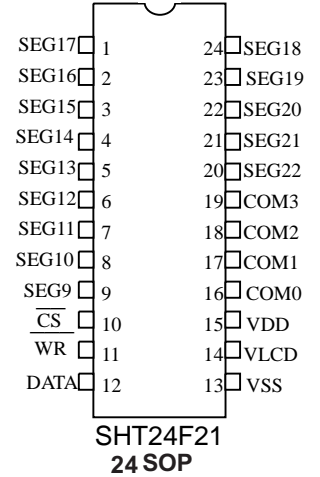 SEG17 1 24 SEG18
SEG16 2 23 SEG19
SEG15 3 22 SEG20
SEG14 4 21 SEG21
SEG13 5 20 SEG22
SEG12 6 19 COM3
SEG11 7 18 COM2
SEG10 8 17 COM1
SEG9 9 16 COM0
CS 10 15 VDD
WR 11 14 VLCD
DATA 12 13 VSS
SHT24F21
24 SOP